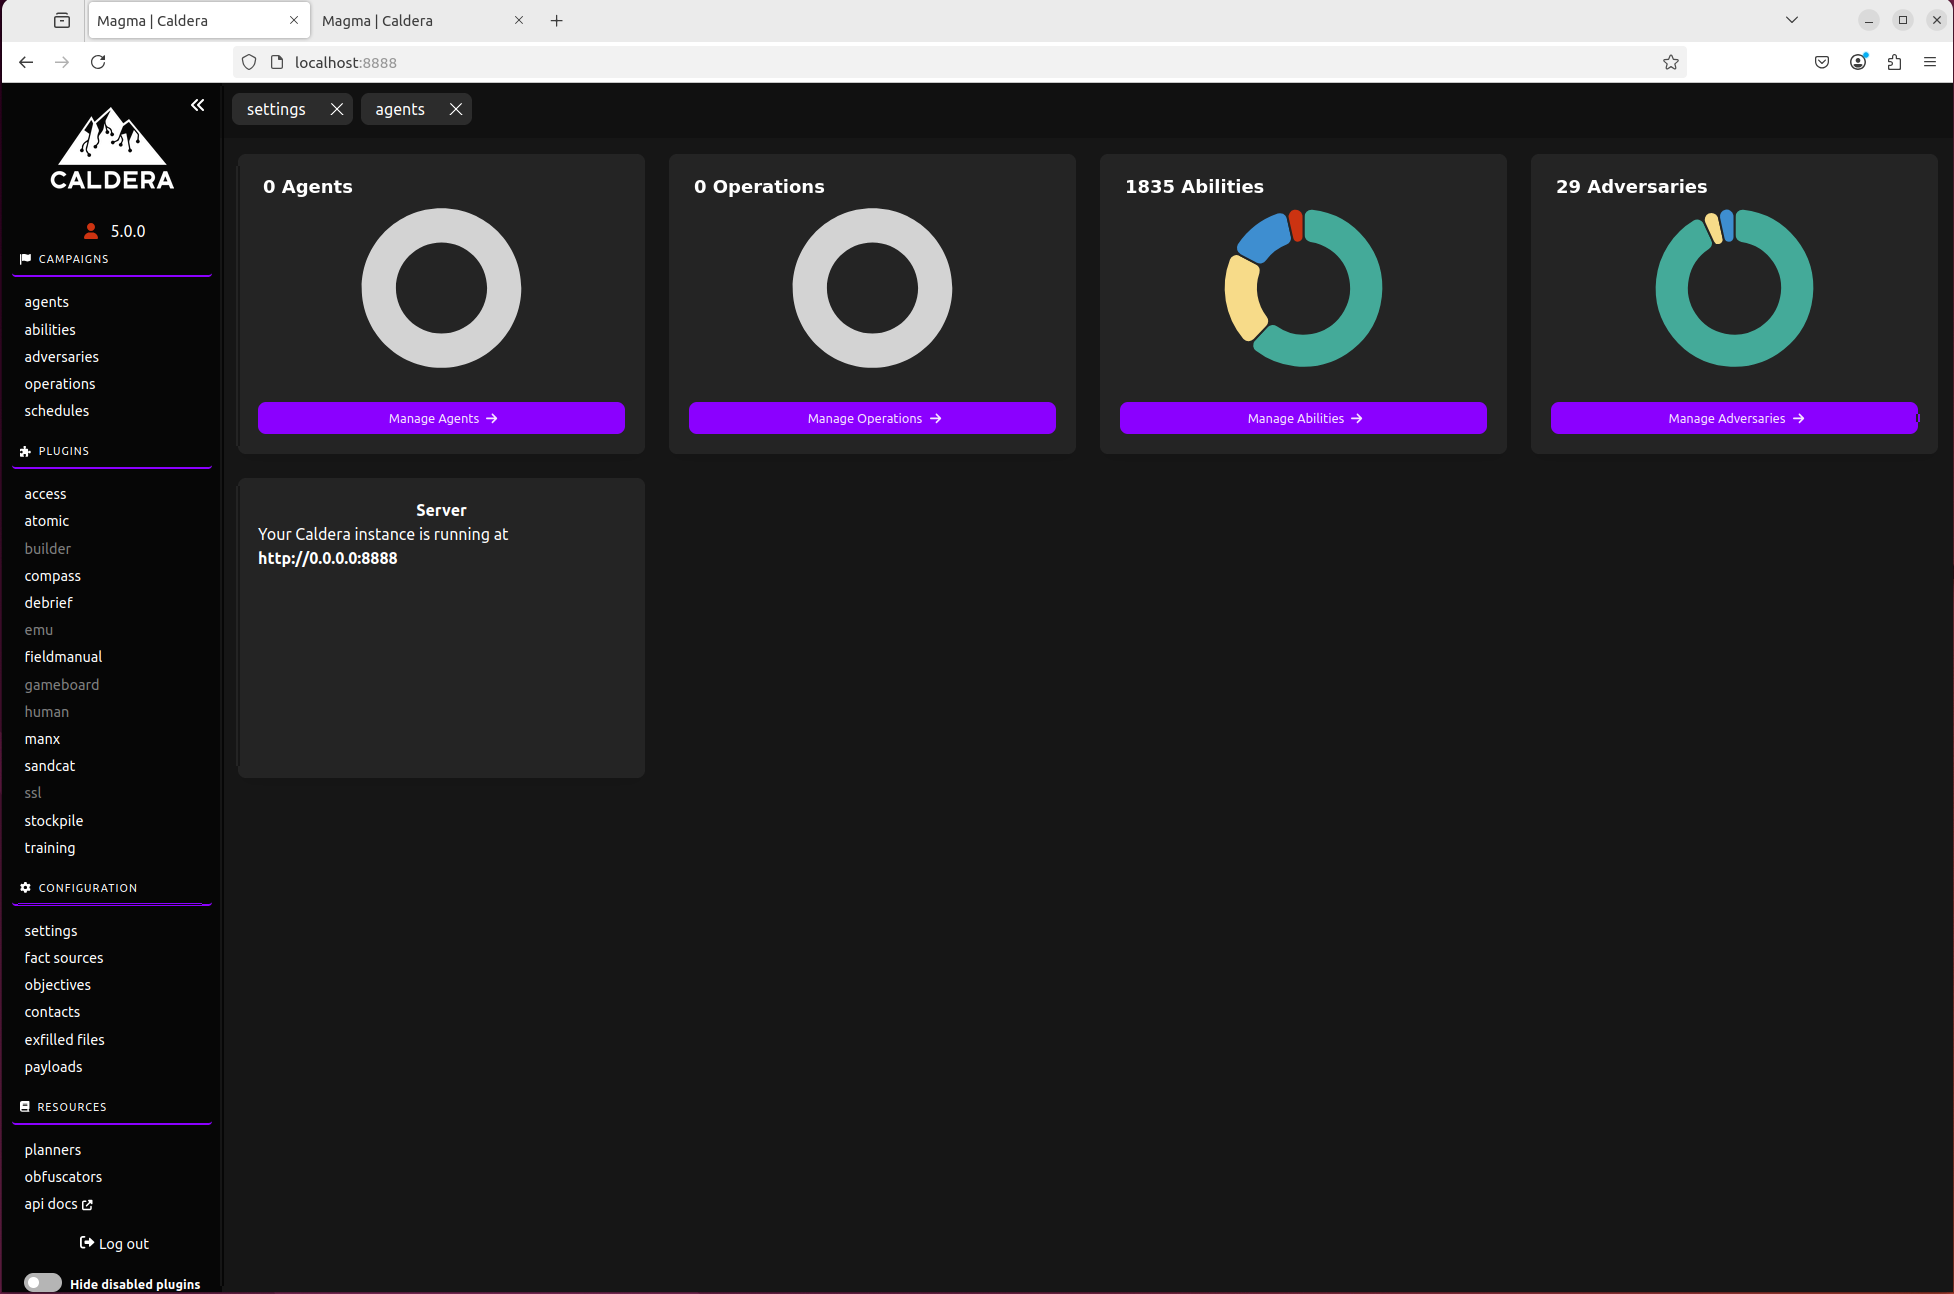 Magma | Caldera
Magma | Caldera
localhost:8888
settings
agents
CALDERA
5.0.0
CAMPAIGNS
agents
abilities
adversaries
operations
schedules
PLUGINS
access
atomic
builder
compass
debrief
emu
fieldmanual
gameboard
human
manx
sandcat
ssl
stockpile
training
CONFIGURATION
settings
fact sources
objectives
contacts
exfilled files
payloads
RESOURCES
planners
obfuscators
api docs
Log out
Hide disabled plugins
0 Agents
Manage Agents
0 Operations
Manage Operations
1835 Abilities
Manage Abilities
29 Adversaries
Manage Adversaries
Server
Your Caldera instance is running at
http://0.0.0.0:8888